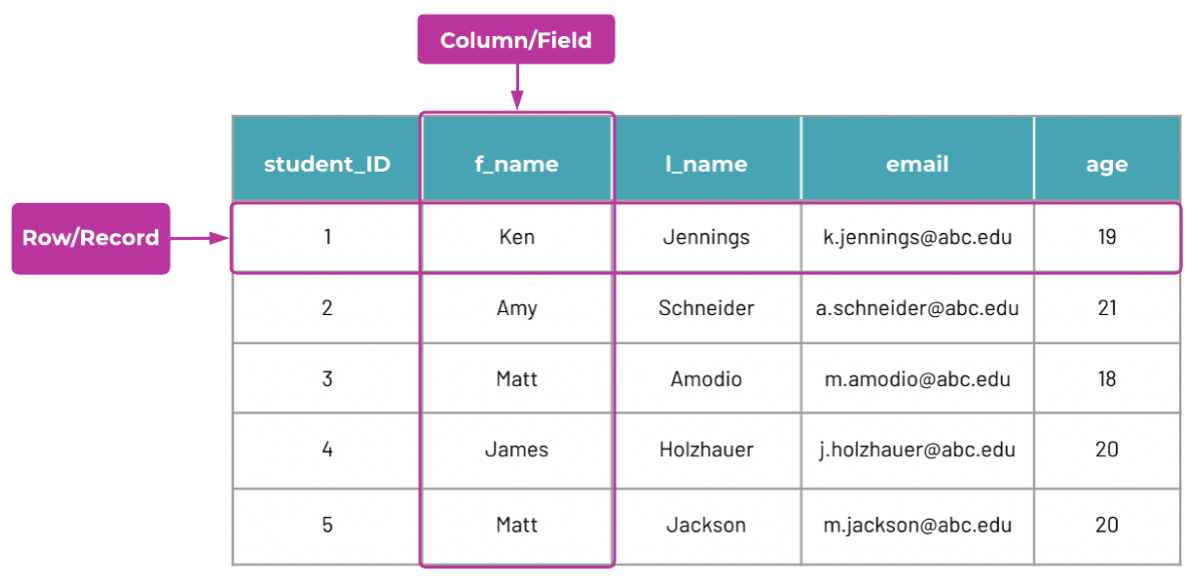 Column/Field
student_ID f_name l_name email age
Row/Record
1 Ken Jennings k.jennings@abc.edu 19
2 Amy Schneider a.schneider@abc.edu 21
3 Matt Amodio m.amodio@abc.edu 18
4 James Holzhauer j.holzhauer@abc.edu 20
5 Matt Jackson m.jackson@abc.edu 20